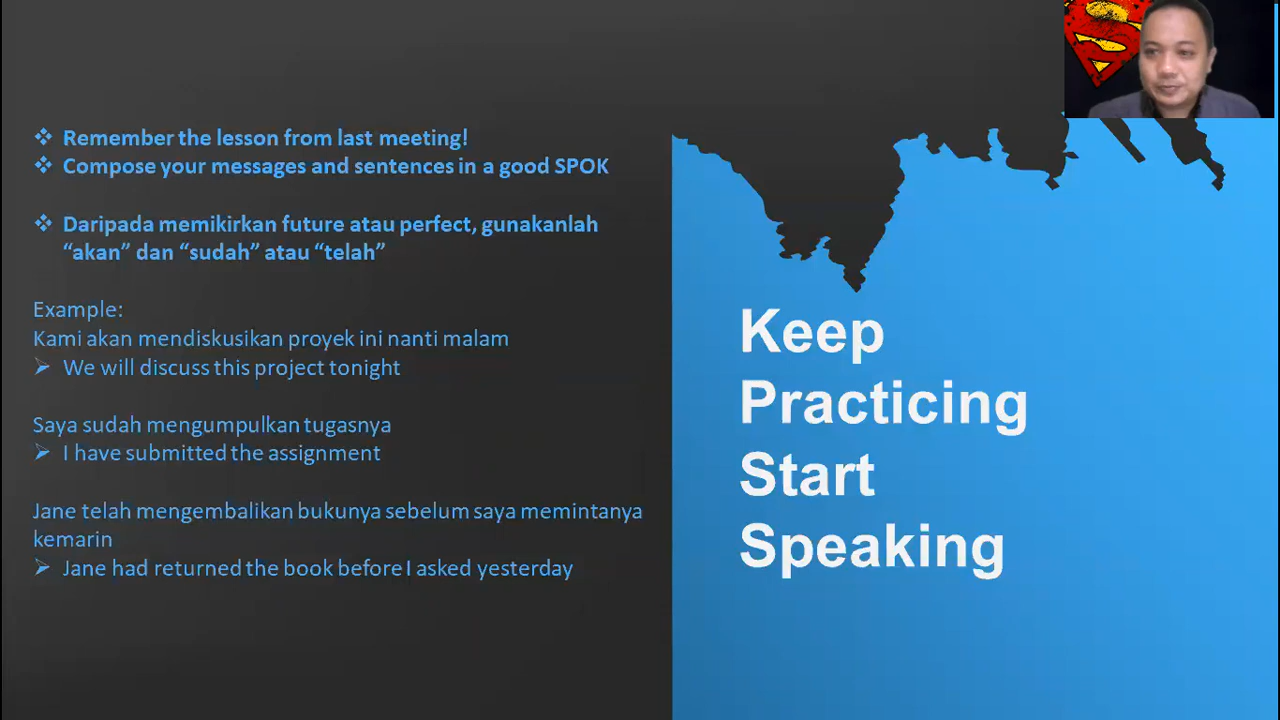 Remember the lesson from last meeting!
Compose your messages and sentences in a good SPOK
Daripada memikirkan future atau perfect, gunakanlah
“akan” dan “sudah” atau “telah”
Example:
Kami akan mendiskusikan proyek ini nanti malam
We will discuss this project tonight
Saya sudah mengumpulkan tugasnya
I have submitted the assignment
Jane telah mengembalikan bukunya sebelum saya memintanya
kemarin
Jane had returned the book before I asked yesterday
Keep
Practicing
Start
Speaking